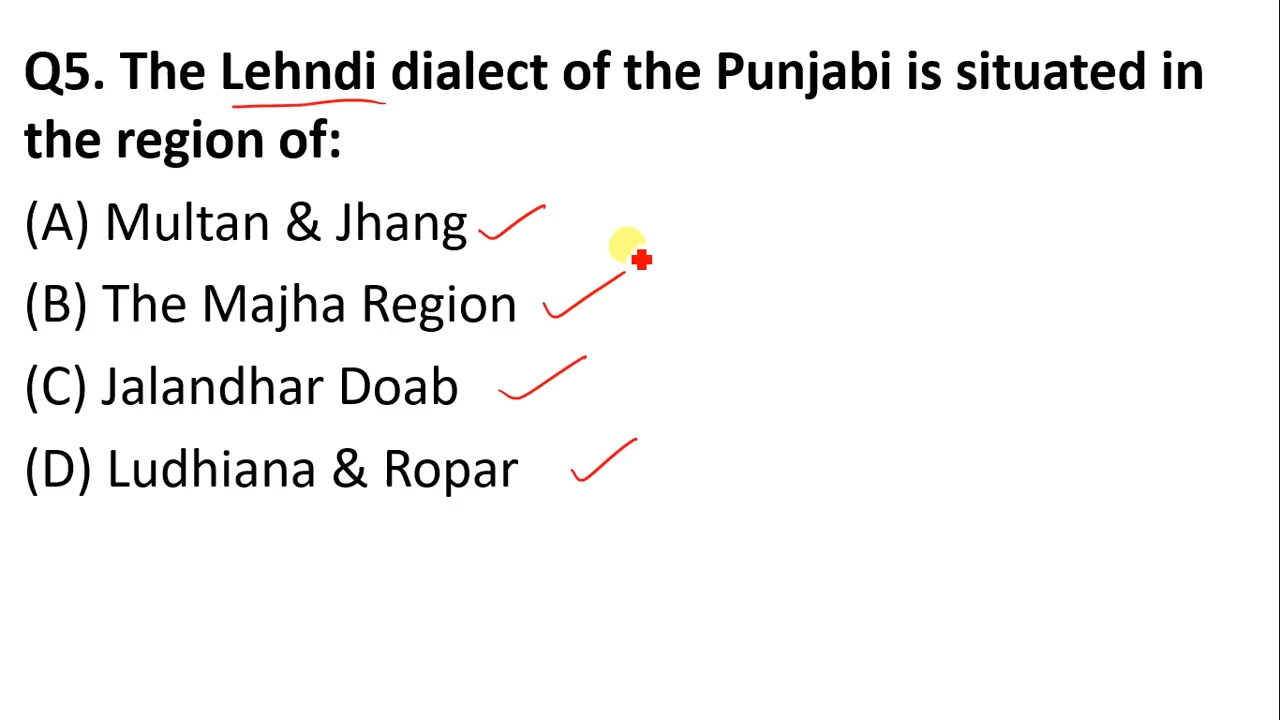 Q5. The Lehndi dialect of the Punjabi is situated in
the region of:
(A) Multan & Jhang
(B) The Majha Region
(C) Jalandhar Doab
(D) Ludhiana & Ropar